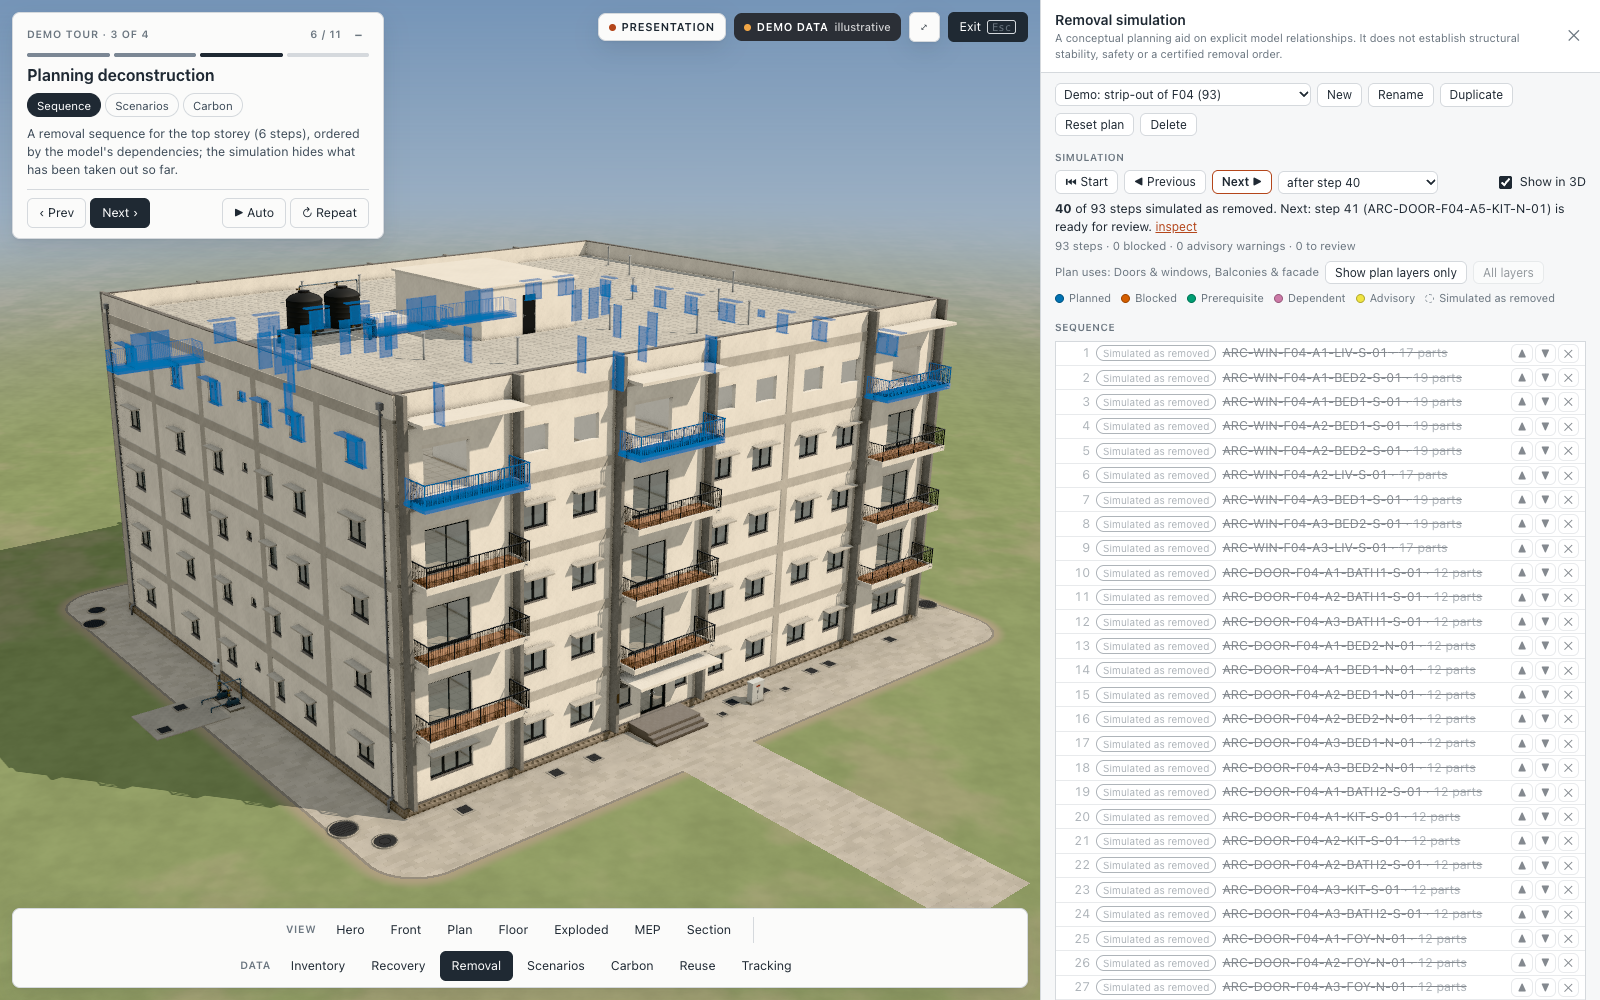 DEMO TOUR · 3 OF 4
6 / 11 –
Planning deconstruction
Sequence Scenarios Carbon
A removal sequence for the top storey (6 steps), ordered
by the model's dependencies; the simulation hides what
has been taken out so far.
‹ Prev Next › ▶ Auto ↻ Repeat
PRESENTATION
DEMO DATA illustrative
Exit Esc
VIEW Hero Front Plan Floor Exploded MEP Section
DATA Inventory Recovery Removal Scenarios Carbon Reuse Tracking
Removal simulation
A conceptual planning aid on explicit model relationships. It does not establish structural
stability, safety or a certified removal order.
Demo: strip-out of F04 (93) New Rename Duplicate
Reset plan Delete
SIMULATION
⏮ Start ◀ Previous Next ▶ after step 40 Show in 3D
40 of 93 steps simulated as removed. Next: step 41 (ARC-DOOR-F04-A5-KIT-N-01) is
ready for review. inspect
93 steps · 0 blocked · 0 advisory warnings · 0 to review
Plan uses: Doors & windows, Balconies & facade Show plan layers only All layers
Planned Blocked Prerequisite Dependent Advisory Simulated as removed
SEQUENCE
1 Simulated as removed ARC-WIN-F04-A1-LIV-S-01 · 17 parts
2 Simulated as removed ARC-WIN-F04-A1-BED2-S-01 · 19 parts
3 Simulated as removed ARC-WIN-F04-A1-BED1-S-01 · 19 parts
4 Simulated as removed ARC-WIN-F04-A2-BED1-S-01 · 19 parts
5 Simulated as removed ARC-WIN-F04-A2-BED2-S-01 · 19 parts
6 Simulated as removed ARC-WIN-F04-A2-LIV-S-01 · 17 parts
7 Simulated as removed ARC-WIN-F04-A3-BED1-S-01 · 19 parts
8 Simulated as removed ARC-WIN-F04-A3-BED2-S-01 · 19 parts
9 Simulated as removed ARC-WIN-F04-A3-LIV-S-01 · 17 parts
10 Simulated as removed ARC-DOOR-F04-A1-BATH1-S-01 · 12 parts
11 Simulated as removed ARC-DOOR-F04-A2-BATH1-S-01 · 12 parts
12 Simulated as removed ARC-DOOR-F04-A3-BATH1-S-01 · 12 parts
13 Simulated as removed ARC-DOOR-F04-A1-BED2-N-01 · 12 parts
14 Simulated as removed ARC-DOOR-F04-A1-BED1-N-01 · 12 parts
15 Simulated as removed ARC-DOOR-F04-A2-BED1-N-01 · 12 parts
16 Simulated as removed ARC-DOOR-F04-A2-BED2-N-01 · 12 parts
17 Simulated as removed ARC-DOOR-F04-A3-BED1-N-01 · 12 parts
18 Simulated as removed ARC-DOOR-F04-A3-BED2-N-01 · 12 parts
19 Simulated as removed ARC-DOOR-F04-A1-BATH2-S-01 · 12 parts
20 Simulated as removed ARC-DOOR-F04-A1-KIT-S-01 · 12 parts
21 Simulated as removed ARC-DOOR-F04-A2-KIT-S-01 · 12 parts
22 Simulated as removed ARC-DOOR-F04-A2-BATH2-S-01 · 12 parts
23 Simulated as removed ARC-DOOR-F04-A3-KIT-S-01 · 12 parts
24 Simulated as removed ARC-DOOR-F04-A3-BATH2-S-01 · 12 parts
25 Simulated as removed ARC-DOOR-F04-A1-FOY-N-01 · 12 parts
26 Simulated as removed ARC-DOOR-F04-A2-FOY-N-01 · 12 parts
27 Simulated as removed ARC-DOOR-F04-A3-FOY-N-01 · 12 parts